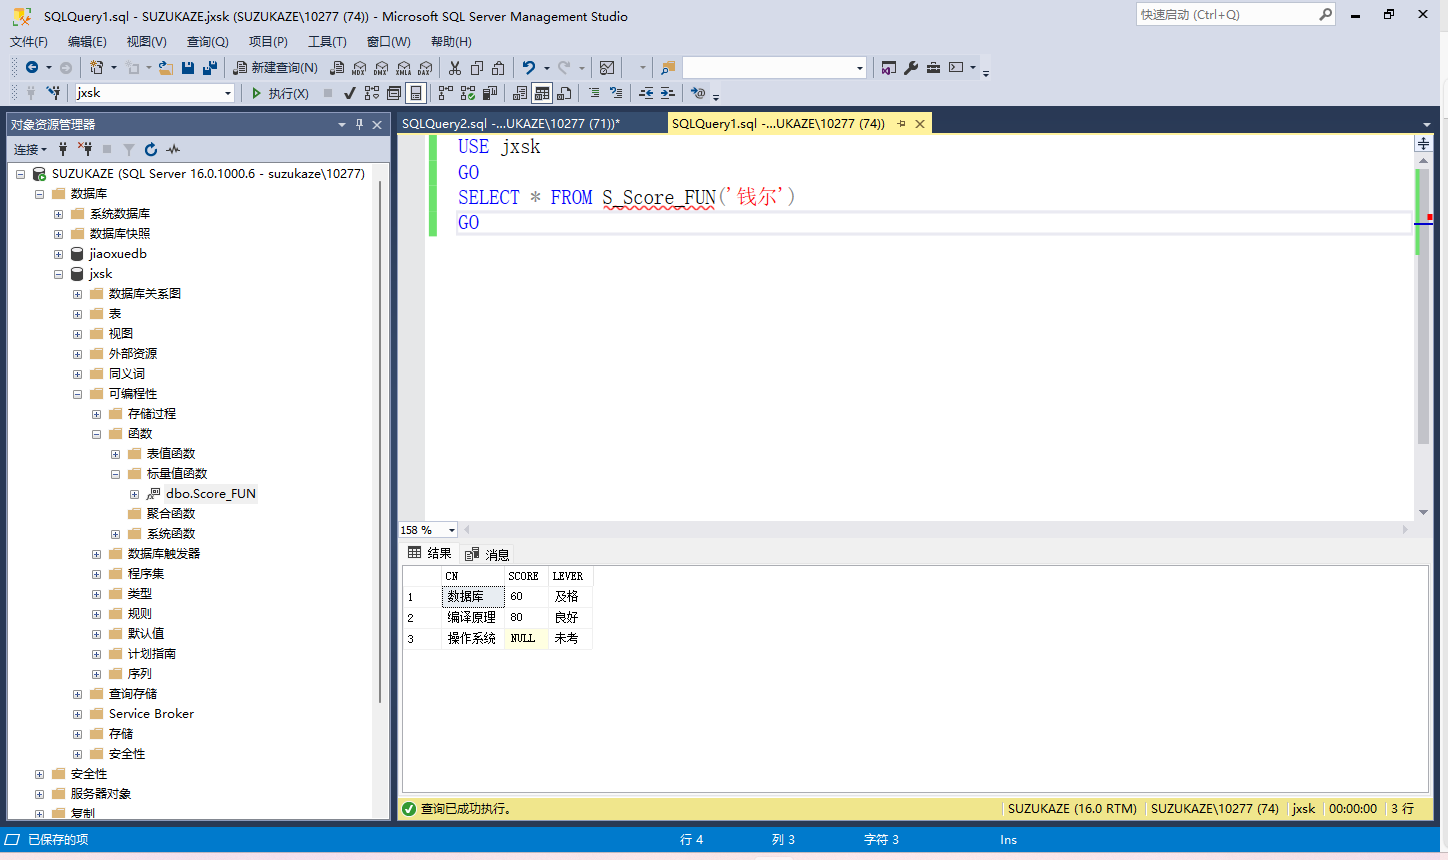 SQLQuery1.sql - SUZUKAZE.jxsk (SUZUKAZE\10277 (74)) - Microsoft SQL Server Management Studio
快速启动 (Ctrl+Q)
文件(F) 编辑(E) 视图(V) 查询(Q) 项目(P) 工具(T) 窗口(W) 帮助(H)
新建查询(N) MDX DMX XMLA DAX
jxsk 执行(X)
对象资源管理器
连接
SUZUKAZE (SQL Server 16.0.1000.6 - suzukaze\10277)
数据库
系统数据库
数据库快照
jiaoxuedb
jxsk
数据库关系图
表
视图
外部资源
同义词
可编程性
存储过程
函数
表值函数
标量值函数
dbo.Score_FUN
聚合函数
系统函数
数据库触发器
程序集
类型
规则
默认值
计划指南
序列
查询存储
Service Broker
存储
安全性
安全性
服务器对象
复制
SQLQuery2.sql -...UKAZE\10277 (71))* SQLQuery1.sql -...UKAZE\10277 (74))
USE jxsk
GO
SELECT * FROM S_Score_FUN('钱尔')
GO
158 %
结果 消息
CN SCORE LEVER
1 数据库 60 及格
2 编译原理 80 良好
3 操作系统 NULL 未考
查询已成功执行。 SUZUKAZE (16.0 RTM) SUZUKAZE\10277 (74) jxsk 00:00:00 3 行
已保存的项 行 4 列 3 字符 3 Ins